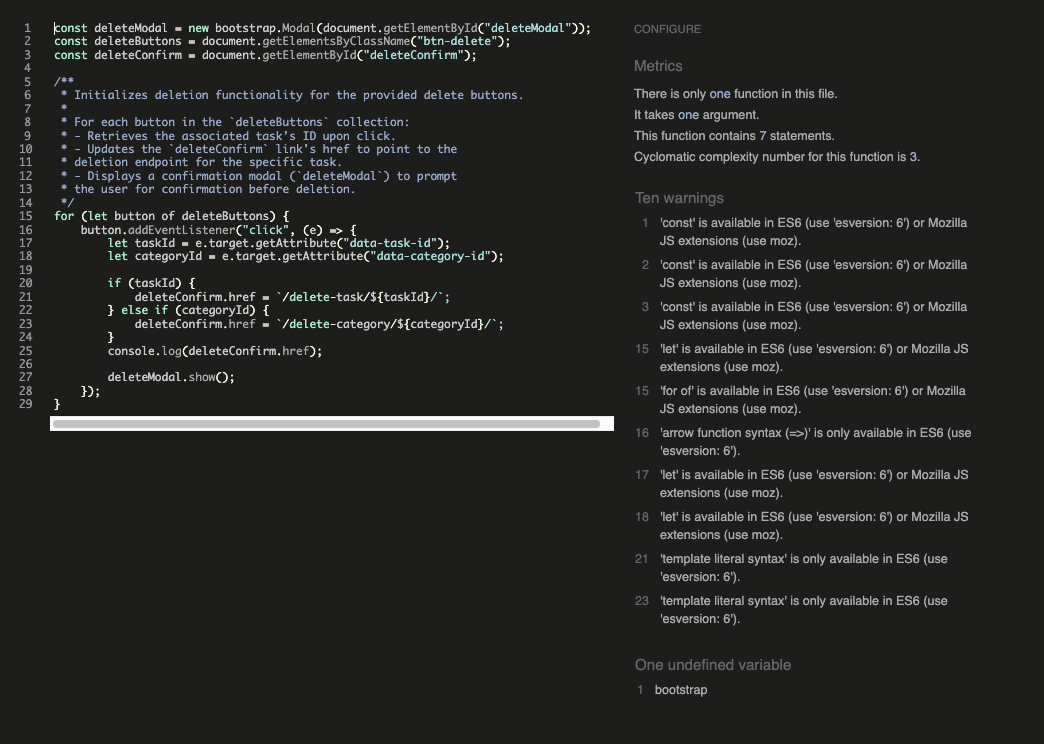 1 const deleteModal = new bootstrap.Modal(document.getElementById("deleteModal"));
2 const deleteButtons = document.getElementsByClassName("btn-delete");
3 const deleteConfirm = document.getElementById("deleteConfirm");
4
5 /**
6  * Initializes deletion functionality for the provided delete buttons.
7  *
8  * For each button in the `deleteButtons` collection:
9  * - Retrieves the associated task's ID upon click.
10  * - Updates the `deleteConfirm` link's href to point to the
11  * deletion endpoint for the specific task.
12  * - Displays a confirmation modal (`deleteModal`) to prompt
13  * the user for confirmation before deletion.
14  */
15 for (let button of deleteButtons) {
16     button.addEventListener("click", (e) => {
17         let taskId = e.target.getAttribute("data-task-id");
18         let categoryId = e.target.getAttribute("data-category-id");
19
20         if (taskId) {
21             deleteConfirm.href = `/delete-task/${taskId}/`;
22         } else if (categoryId) {
23             deleteConfirm.href = `/delete-category/${categoryId}/`;
24         }
25         console.log(deleteConfirm.href);
26
27         deleteModal.show();
28     });
29 }
CONFIGURE
Metrics
There is only one function in this file.
It takes one argument.
This function contains 7 statements.
Cyclomatic complexity number for this function is 3.
Ten warnings
1 'const' is available in ES6 (use 'esversion: 6') or Mozilla
JS extensions (use moz).
2 'const' is available in ES6 (use 'esversion: 6') or Mozilla
JS extensions (use moz).
3 'const' is available in ES6 (use 'esversion: 6') or Mozilla
JS extensions (use moz).
15 'let' is available in ES6 (use 'esversion: 6') or Mozilla JS
extensions (use moz).
15 'for of' is available in ES6 (use 'esversion: 6') or Mozilla
JS extensions (use moz).
16 'arrow function syntax (=>)' is only available in ES6 (use
'esversion: 6').
17 'let' is available in ES6 (use 'esversion: 6') or Mozilla JS
extensions (use moz).
18 'let' is available in ES6 (use 'esversion: 6') or Mozilla JS
extensions (use moz).
21 'template literal syntax' is only available in ES6 (use
'esversion: 6').
23 'template literal syntax' is only available in ES6 (use
'esversion: 6').
One undefined variable
1 bootstrap